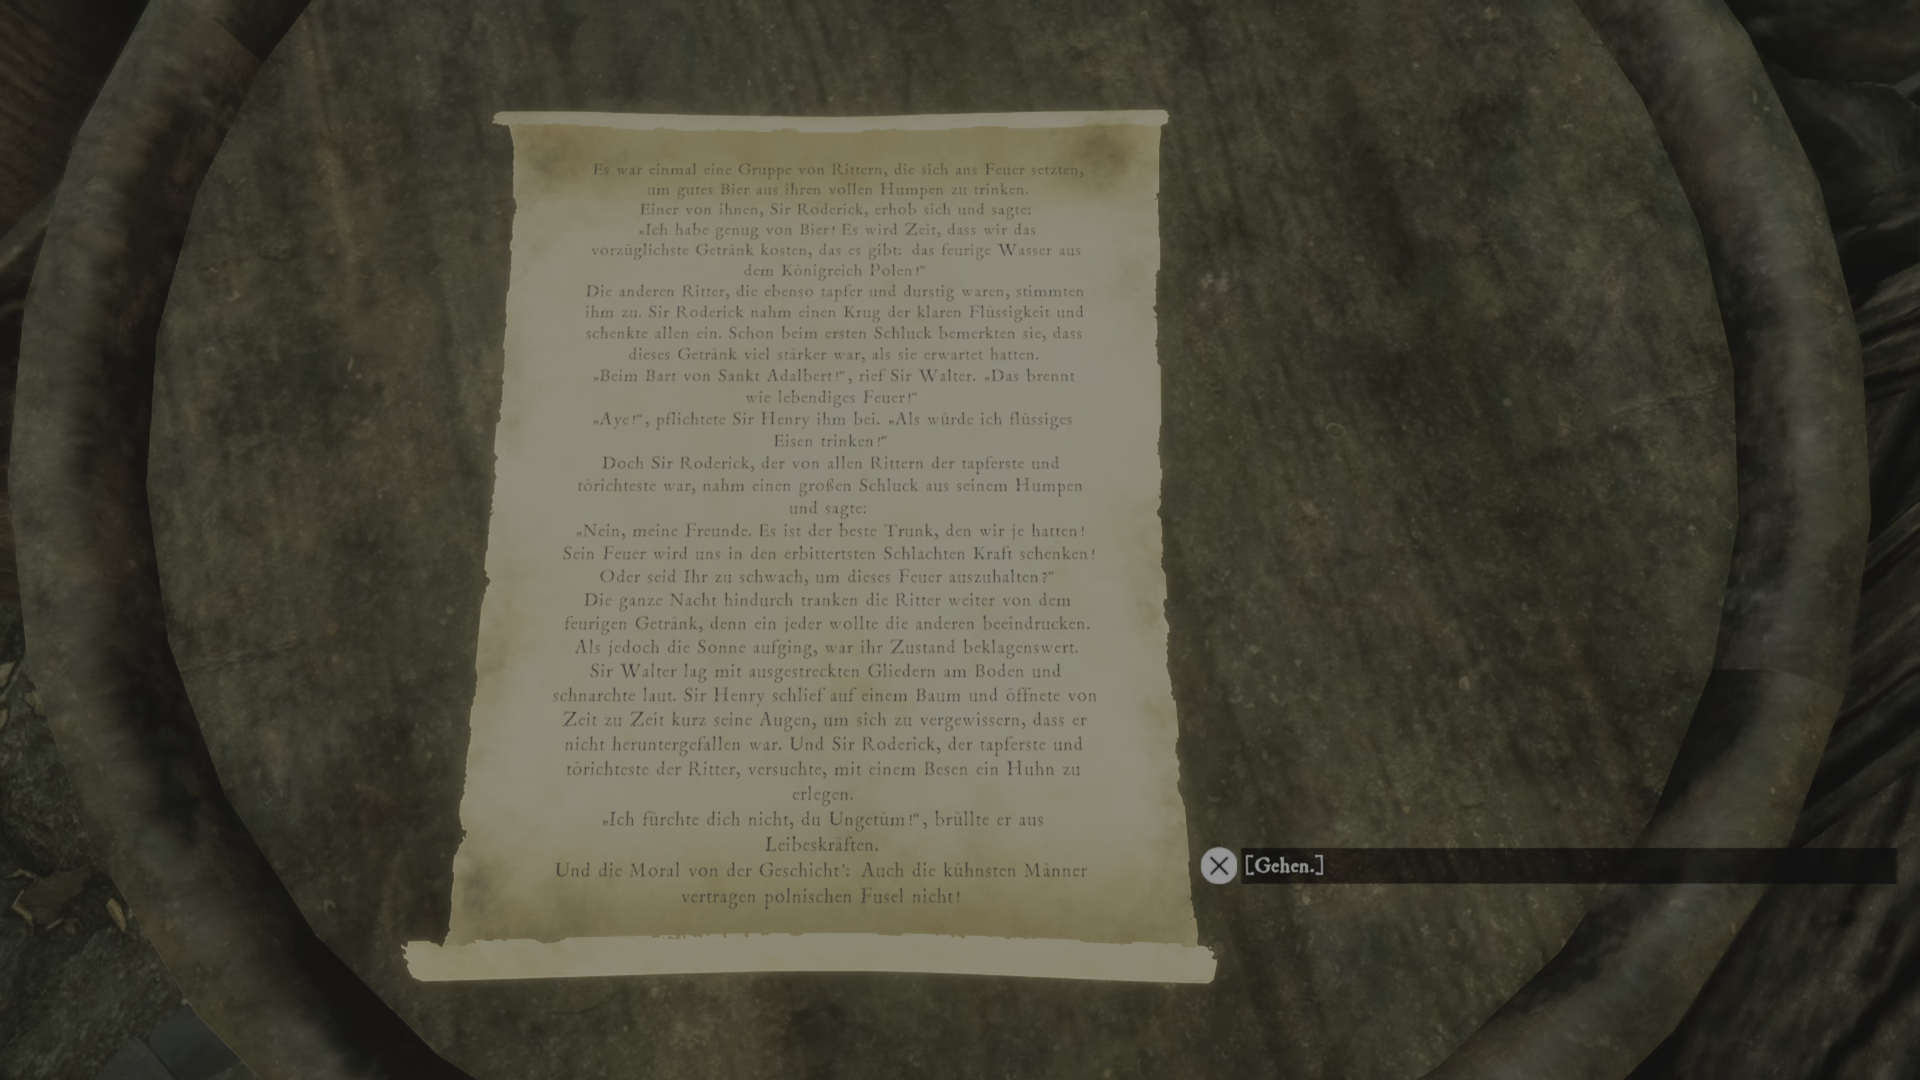 Es war einmal eine Gruppe von Rittern, die sich ans Feuer setzten,
um gutes Bier aus ihren vollen Humpen zu trinken.
Einer von ihnen, Sir Roderick, erhob sich und sagte:
„Ich habe genug von Bier! Es wird Zeit, dass wir das
vorzüglichste Getränk kosten, das es gibt: das feurige Wasser aus
dem Königreich Polen!“
Die anderen Ritter, die ebenso tapfer und durstig waren, stimmten
ihm zu. Sir Roderick nahm einen Krug der klaren Flüssigkeit und
schenkte allen ein. Schon beim ersten Schluck bemerkten sie, dass
dieses Getränk viel stärker war, als sie erwartet hatten.
„Beim Bart von Sankt Adalbert!“, rief Sir Walter. „Das brennt
wie lebendiges Feuer!“
„Aye!“, pflichtete Sir Henry ihm bei. „Als würde ich flüssiges
Eisen trinken!“
Doch Sir Roderick, der von allen Rittern der tapferste und
törichteste war, nahm einen großen Schluck aus seinem Humpen
und sagte:
„Nein, meine Freunde. Es ist der beste Trunk, den wir je hatten!
Sein Feuer wird uns in den erbittertsten Schlachten Kraft schenken!
Oder seid Ihr zu schwach, um dieses Feuer auszuhalten?“
Die ganze Nacht hindurch tranken die Ritter weiter von dem
feurigen Getränk, denn ein jeder wollte die anderen beeindrucken.
Als jedoch die Sonne aufging, war ihr Zustand beklagenswert.
Sir Walter lag mit ausgestreckten Gliedern am Boden und
schnarchte laut. Sir Henry schlief auf einem Baum und öffnete von
Zeit zu Zeit kurz seine Augen, um sich zu vergewissern, dass er
nicht heruntergefallen war. Und Sir Roderick, der tapferste und
törichteste der Ritter, versuchte, mit einem Besen ein Huhn zu
erlegen.
„Ich fürchte dich nicht, du Ungetüm!“, brüllte er aus
Leibeskräften.
Und die Moral von der Geschicht': Auch die kühnsten Männer
vertragen polnischen Fusel nicht!
[Gehen.]